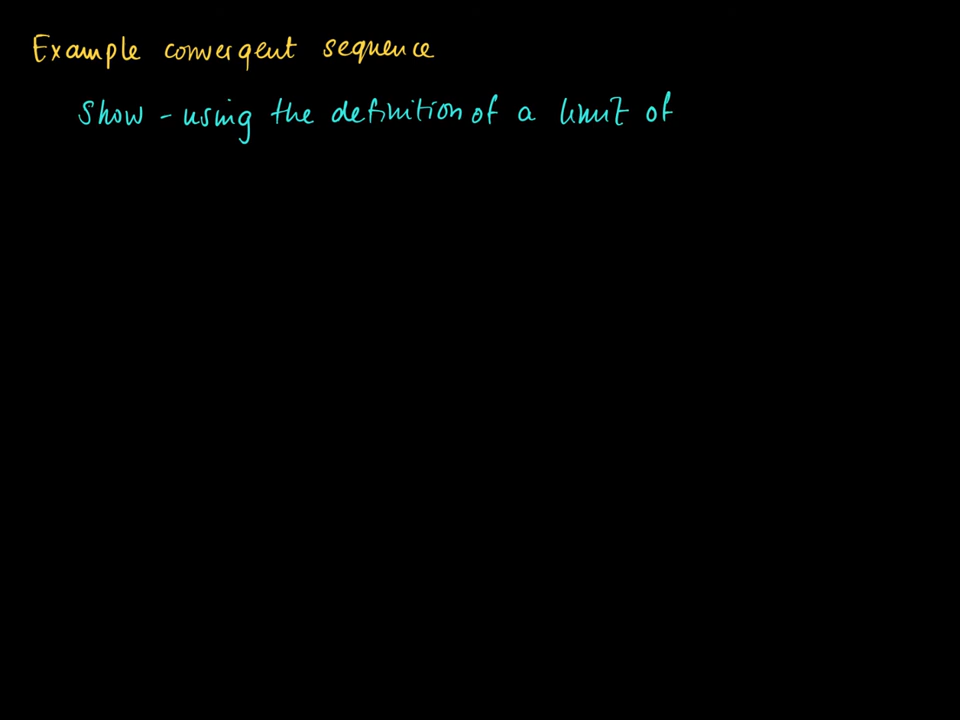 Example convergent sequence
Show - using the definition of a limit of